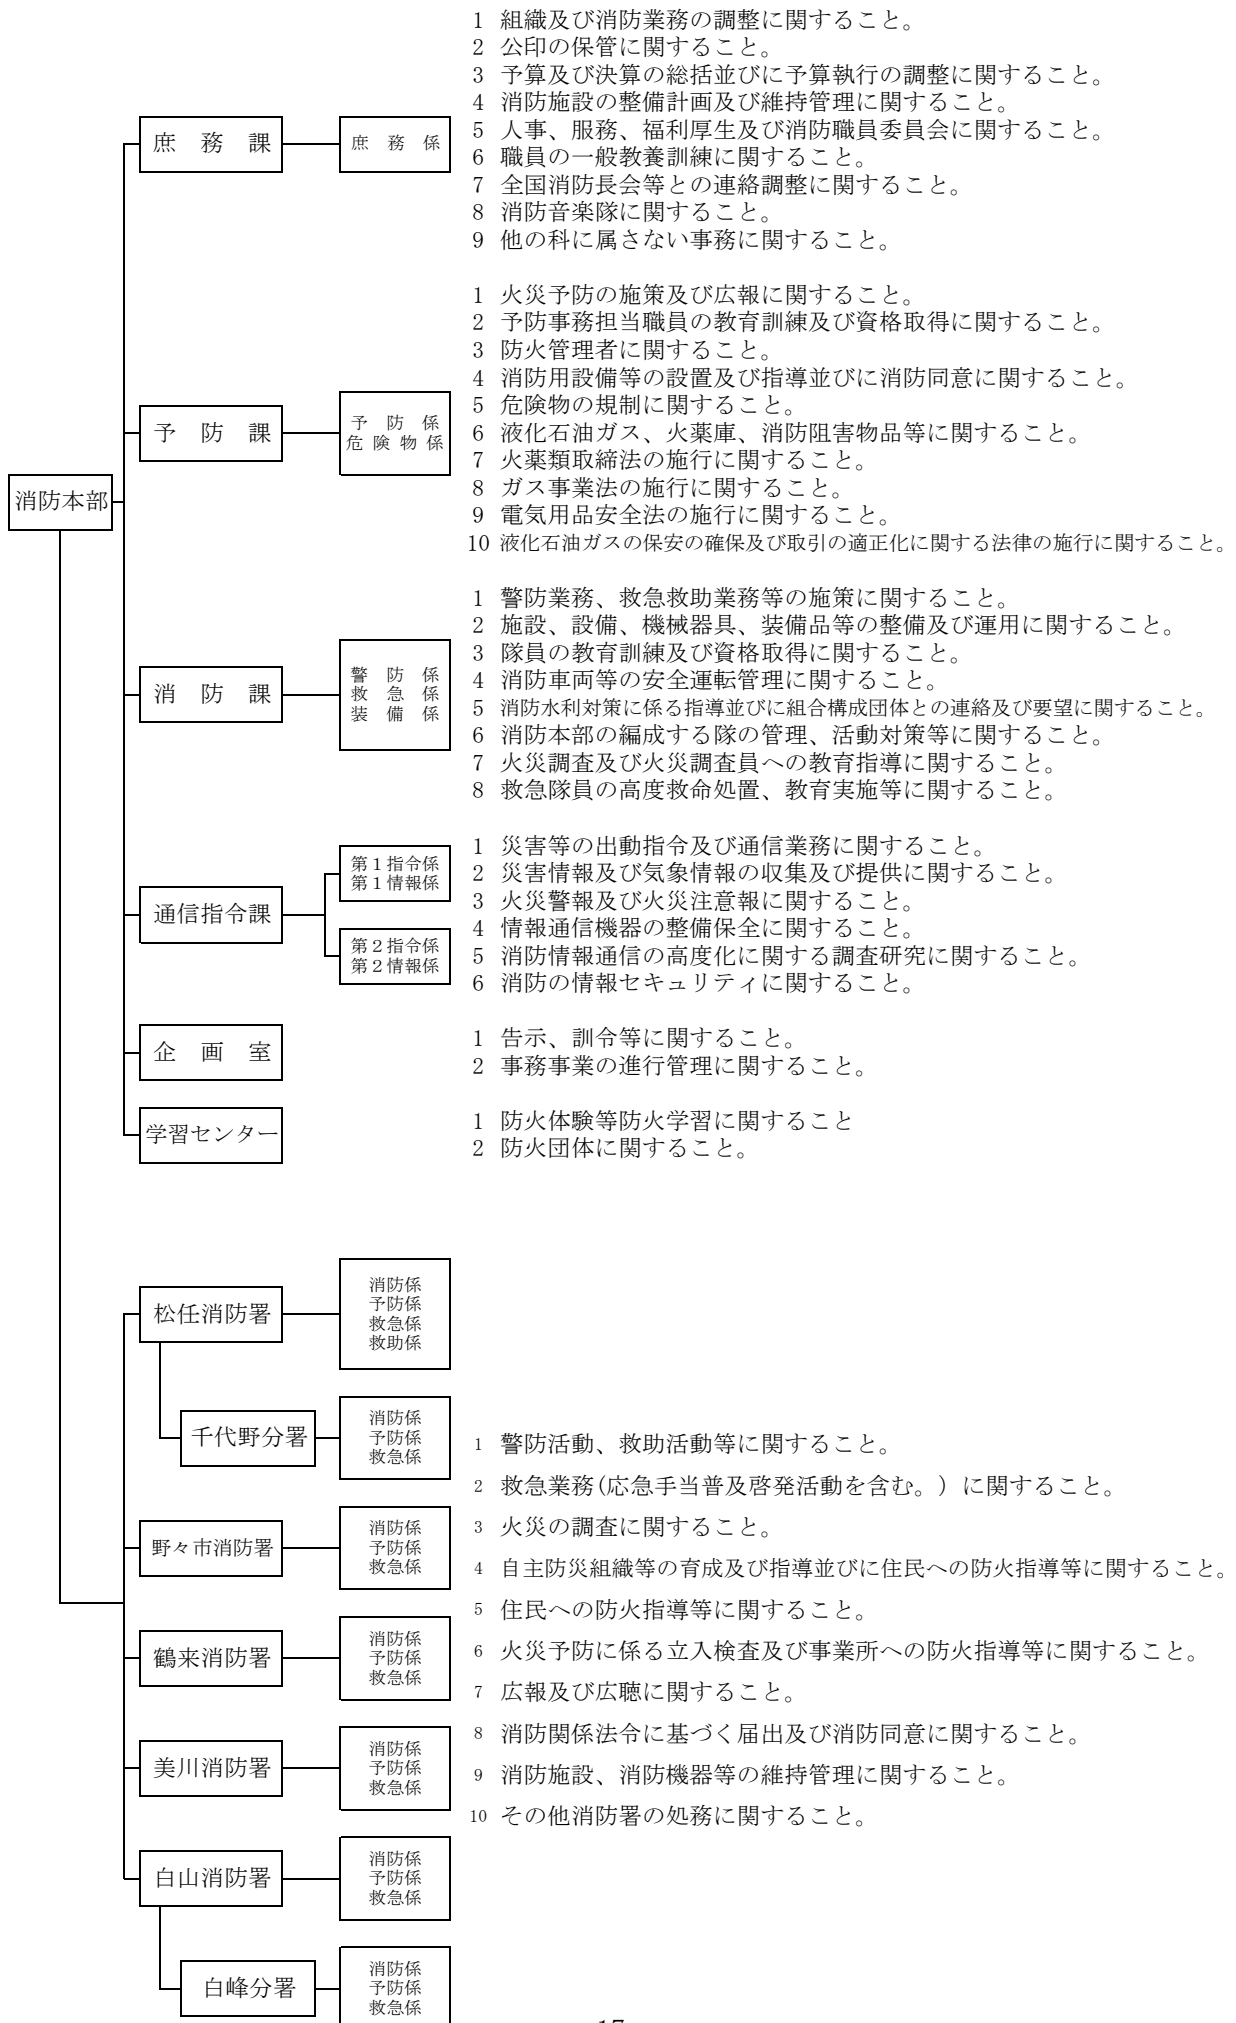 消防本部
庶務課
庶務係
1 組織及び消防業務の調整に関すること。
2 公印の保管に関すること。
3 予算及び決算の総括並びに予算執行の調整に関すること。
4 消防施設の整備計画及び維持管理に関すること。
5 人事、服務、福利厚生及び消防職員委員会に関すること。
6 職員の一般教養訓練に関すること。
7 全国消防長会等との連絡調整に関すること。
8 消防音楽隊に関すること。
9 他の科に属さない事務に関すること。
予防課
予防係
危険物係
1 火災予防の施策及び広報に関すること。
2 予防事務担当職員の教育訓練及び資格取得に関すること。
3 防火管理者に関すること。
4 消防用設備等の設置及び指導並びに消防同意に関すること。
5 危険物の規制に関すること。
6 液化石油ガス、火薬庫、消防阻害物品等に関すること。
7 火薬類取締法の施行に関すること。
8 ガス事業法の施行に関すること。
9 電気用品安全法の施行に関すること。
10 液化石油ガスの保安の確保及び取引の適正化に関する法律の施行に関すること。
消防課
警防係
救急係
装備係
1 警防業務、救急救助業務等の施策に関すること。
2 施設、設備、機械器具、装備品等の整備及び運用に関すること。
3 隊員の教育訓練及び資格取得に関すること。
4 消防車両等の安全運転管理に関すること。
5 消防水利対策に係る指導並びに組合構成団体との連絡及び要望に関すること。
6 消防本部の編成する隊の管理、活動対策等に関すること。
7 火災調査及び火災調査員への教育指導に関すること。
8 救急隊員の高度救命処置、教育実施等に関すること。
通信指令課
第1指令係
第1情報係
第2指令係
第2情報係
1 災害等の出動指令及び通信業務に関すること。
2 災害情報及び気象情報の収集及び提供に関すること。
3 火災警報及び火災注意報に関すること。
4 情報通信機器の整備保全に関すること。
5 消防情報通信の高度化に関する調査研究に関すること。
6 消防の情報セキュリティに関すること。
企画室
1 告示、訓令等に関すること。
2 事務事業の進行管理に関すること。
学習センター
1 防火体験等防火学習に関すること
2 防火団体に関すること。
松任消防署
消防係
予防係
救急係
救助係
千代野分署
消防係
予防係
救急係
野々市消防署
消防係
予防係
救急係
鶴来消防署
消防係
予防係
救急係
美川消防署
消防係
予防係
救急係
白山消防署
消防係
予防係
救急係
白峰分署
消防係
予防係
救急係
1 警防活動、救助活動等に関すること。
2 救急業務(応急手当普及啓発活動を含む。)に関すること。
3 火災の調査に関すること。
4 自主防災組織等の育成及び指導並びに住民への防火指導等に関すること。
5 住民への防火指導等に関すること。
6 火災予防に係る立入検査及び事業所への防火指導等に関すること。
7 広報及び広聴に関すること。
8 消防関係法令に基づく届出及び消防同意に関すること。
9 消防施設、消防機器等の維持管理に関すること。
10 その他消防署の処務に関すること。